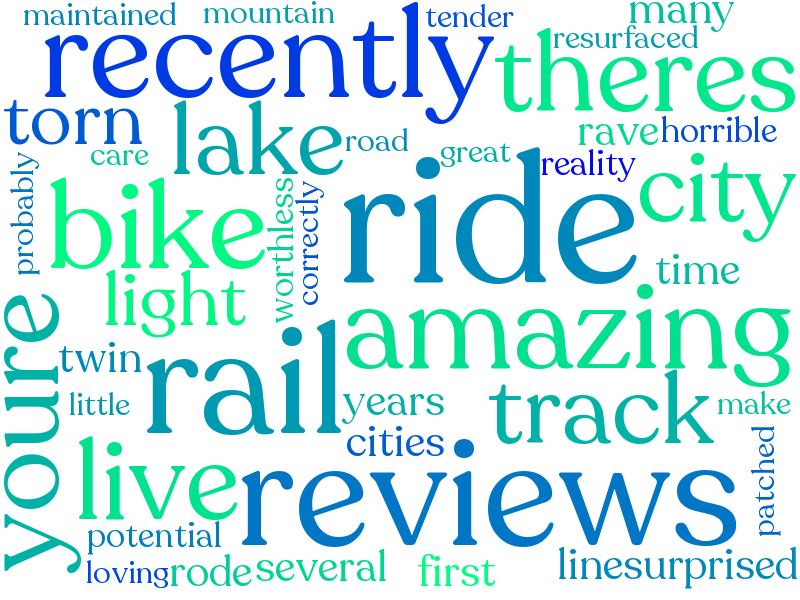 maintained mountain tender many
recently resurfaced
theres
torn lake road rave horrible
care great reality
probably bike worthless correctly ride city
light time
youre amazing
twin rail
little years track make
cities
live reviews patched
potential
loving rode several first linesurprised